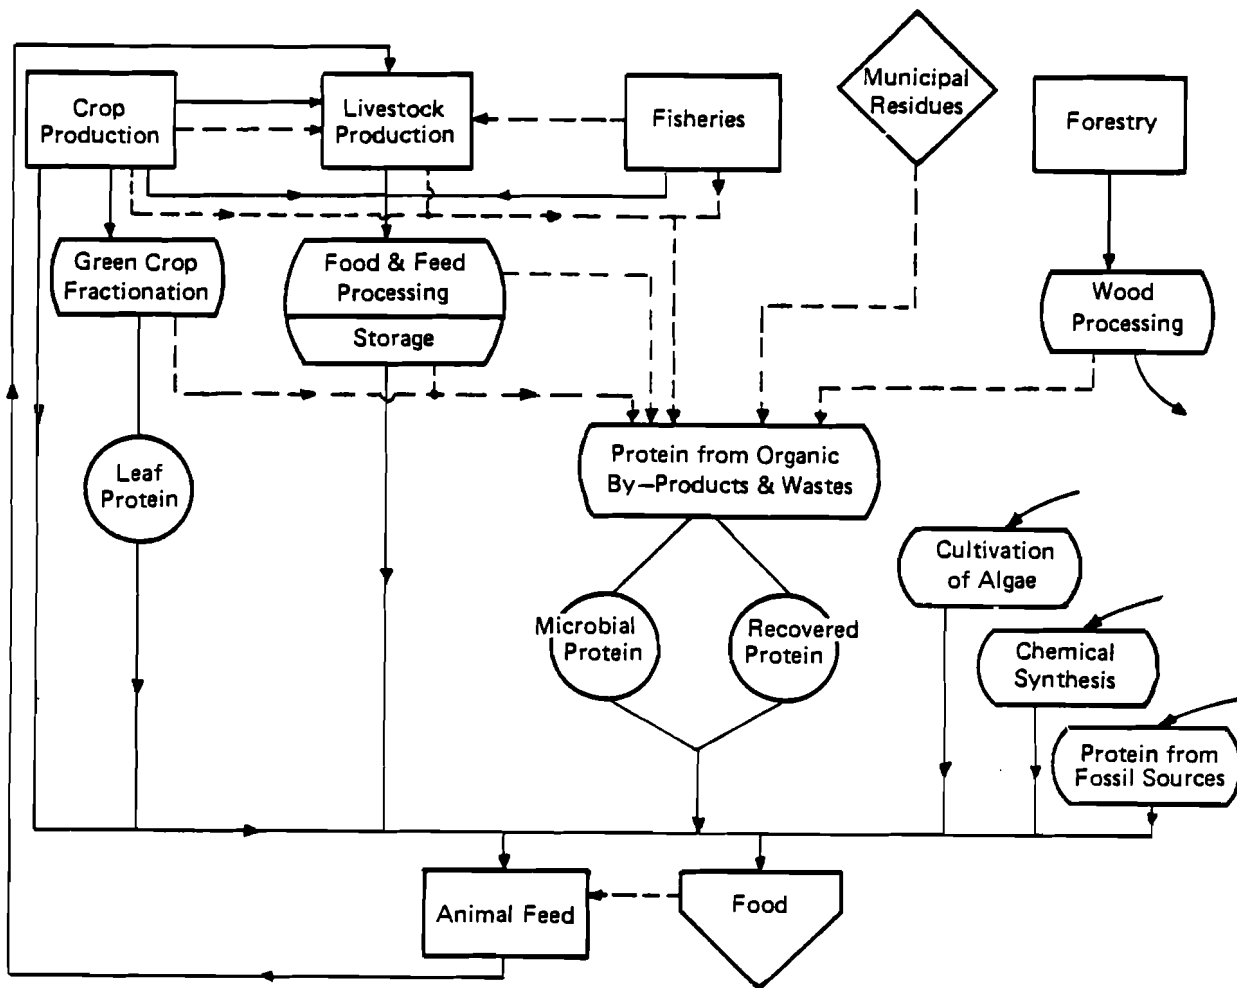 Crop
Production
Livestock
Production
Fisheries
Municipal
Residues
Forestry
Green Crop
Fractionation
Food & Feed
Processing
Storage
Wood
Processing
Leaf
Protein
Protein from Organic
By-Products & Wastes
Cultivation
of Algae
Microbial
Protein
Recovered
Protein
Chemical
Synthesis
Protein from
Fossil Sources
Animal Feed
Food